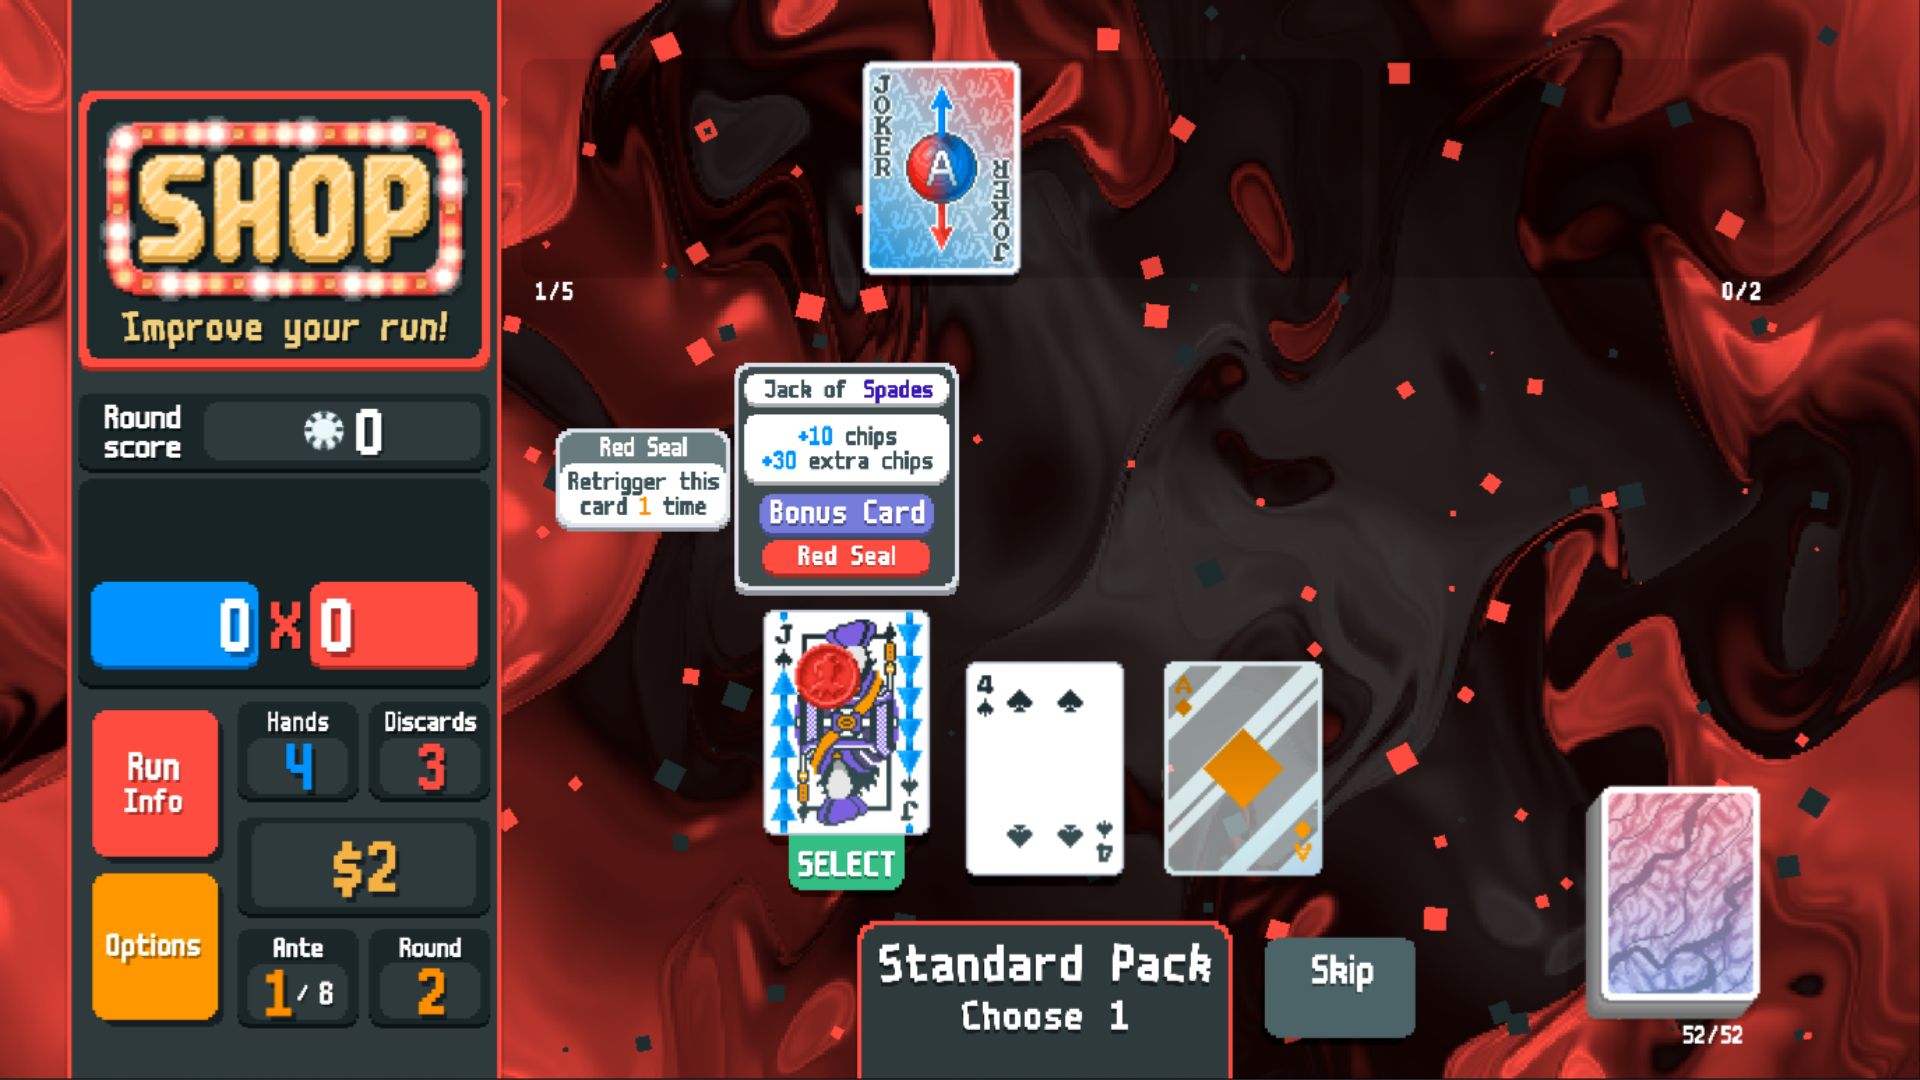 SHOP
Improve your run!
Round
score
0
0 X 0
Run
Info
Hands
4
Discards
3
$2
Options
Ante
1 / 8
Round
2
JOKER
A
JOKER
1/5
0/2
Jack of Spades
+10 chips
+30 extra chips
Bonus Card
Red Seal
Red Seal
Retrigger this
card 1 time
J
J
SELECT
4
4
A
A
Standard Pack
Choose 1
Skip
52/52